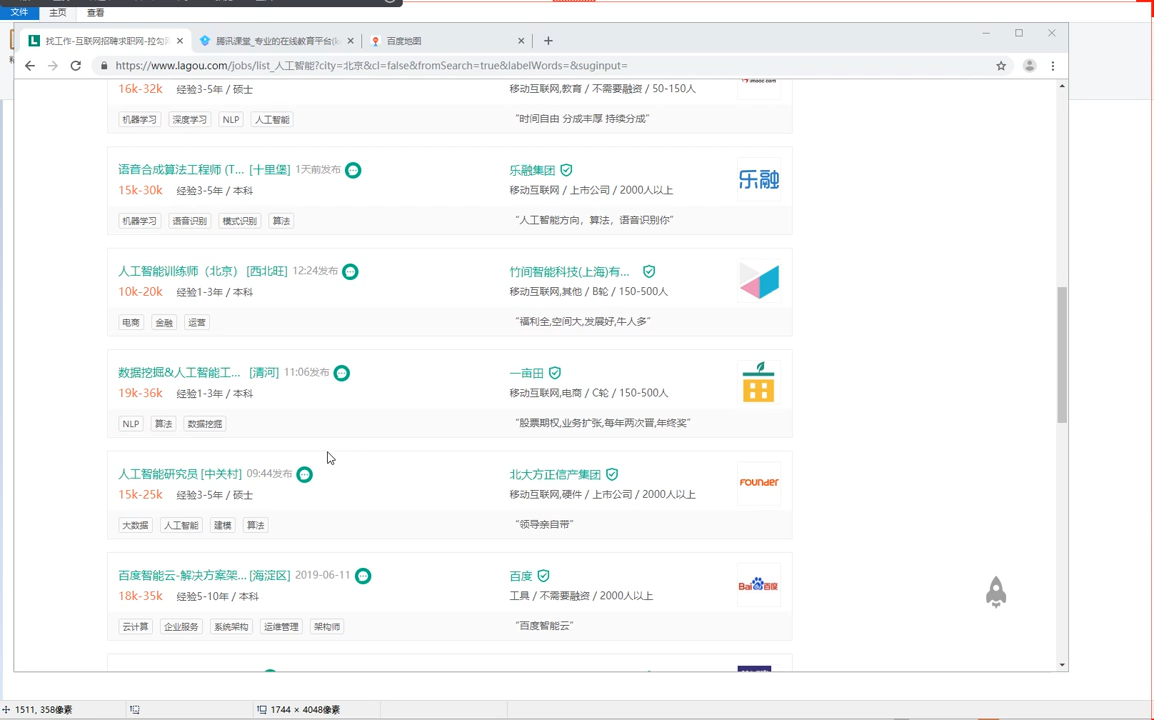 文件 主页 查看
找工作-互联网招聘求职网-拉勾 腾讯课堂_专业的在线教育平台 百度地图
https://www.lagou.com/jobs/list_人工智能?city=北京&cl=false&fromSearch=true&labelWords=&suginput=
16k-32k 经验3-5年 / 硕士 移动互联网,教育 / 不需要融资 / 50-150人
机器学习 深度学习 NLP 人工智能 “时间自由 分成丰厚 持续分成”
语音合成算法工程师 (T... [十里堡] 1天前发布 乐融集团
15k-30k 经验3-5年 / 本科 移动互联网 / 上市公司 / 2000人以上
乐融
机器学习 语音识别 模式识别 算法 “人工智能方向，算法，语音识别你”
人工智能训练师（北京） [西北旺] 12:24发布 竹间智能科技(上海)有...
10k-20k 经验1-3年 / 本科 移动互联网,其他 / B轮 / 150-500人
电商 金融 运营 “福利全,空间大,发展好,牛人多”
数据挖掘&人工智能工... [清河] 11:06发布 一亩田
19k-36k 经验1-3年 / 本科 移动互联网,电商 / C轮 / 150-500人
NLP 算法 数据挖掘 “股票期权,业务扩张,每年两次晋,年终奖”
人工智能研究员 [中关村] 09:44发布 北大方正信产集团
15k-25k 经验3-5年 / 硕士 移动互联网,硬件 / 上市公司 / 2000人以上
FOUNDER
大数据 人工智能 建模 算法 “领导亲自带”
百度智能云-解决方案架... [海淀区] 2019-06-11 百度
18k-35k 经验5-10年 / 本科 工具 / 不需要融资 / 2000人以上
Bai百度
云计算 企业服务 系统架构 运维管理 架构师 “百度智能云”
1511, 358像素 1744 × 4048像素